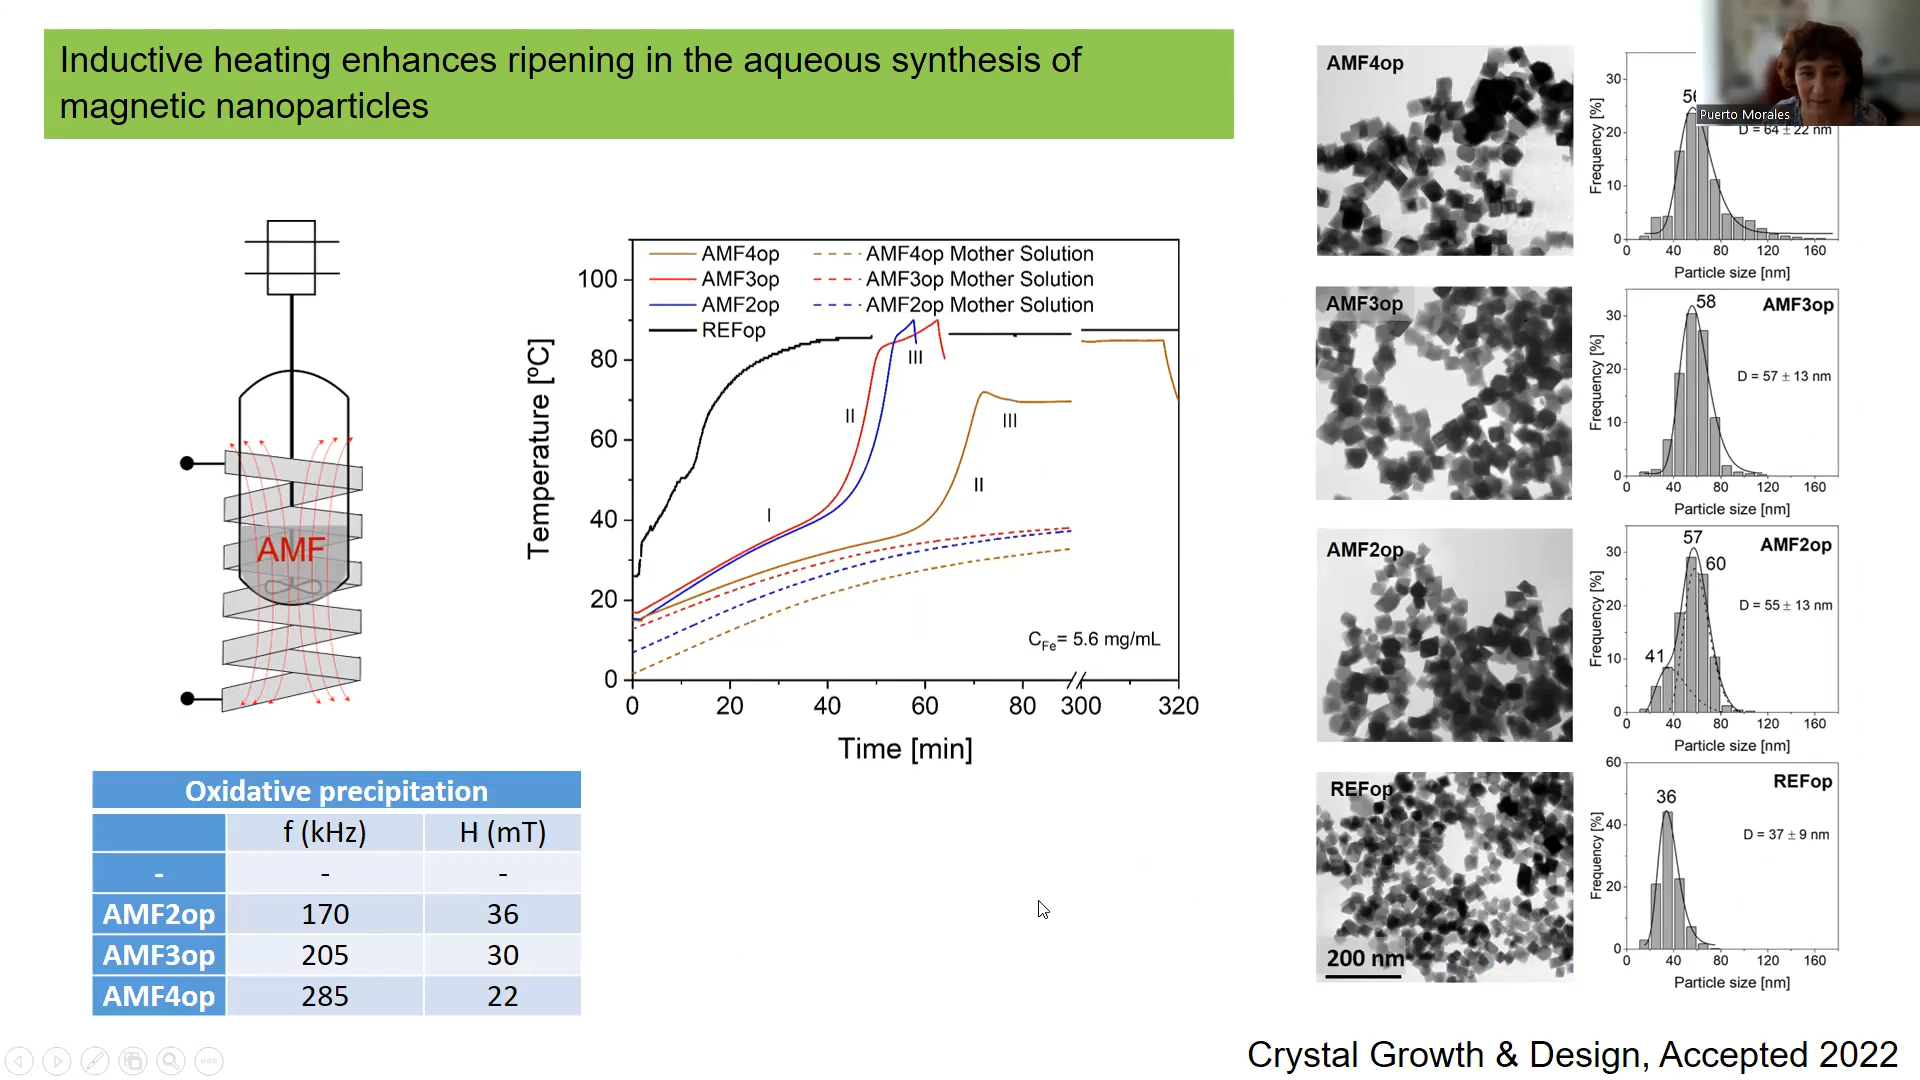 Inductive heating enhances ripening in the aqueous synthesis of
magnetic nanoparticles
AMF
Oxidative precipitation
f (kHz) H (mT)
- - -
AMF2op 170 36
AMF3op 205 30
AMF4op 285 22
AMF4op AMF4op Mother Solution
AMF3op AMF3op Mother Solution
AMF2op AMF2op Mother Solution
REFop
Temperature [ºC]
100
80
60
40
20
0
I
II
III
II
III
C_Fe= 5.6 mg/mL
0 20 40 60 80 300 320
Time [min]
AMF4op
Frequency [%]
30
20
10
0
56
D = 64 ± 22 nm
0 40 80 120 160
Particle size [nm]
Puerto Morales
AMF3op
Frequency [%]
30
20
10
0
58
AMF3op
D = 57 ± 13 nm
0 40 80 120 160
Particle size [nm]
AMF2op
Frequency [%]
30
20
10
0
57
60
41
AMF2op
D = 55 ± 13 nm
0 40 80 120 160
Particle size [nm]
REFop
200 nm
Frequency [%]
60
40
20
0
36
REFop
D = 37 ± 9 nm
0 40 80 120 160
Particle size [nm]
Crystal Growth & Design, Accepted 2022